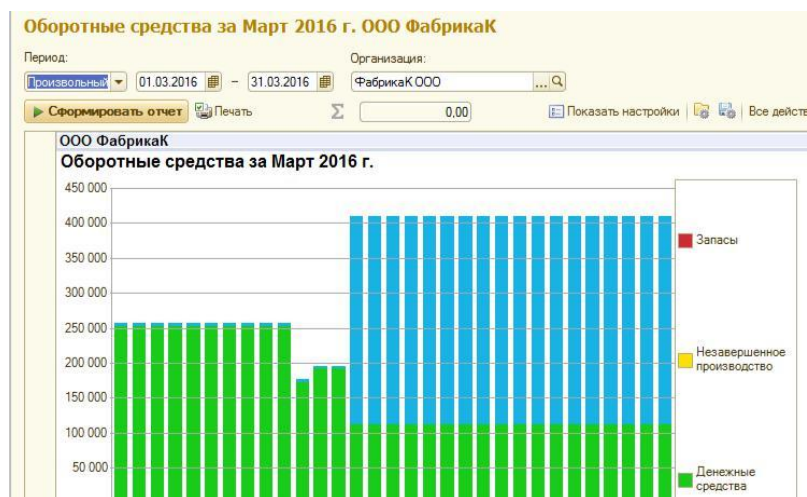 Оборотные средства за Март 2016 г. ООО ФабрикаК
Период:
Организация:
Произвольный 01.03.2016 – 31.03.2016 ФабрикаК ООО ...
Сформировать отчет Печать Σ 0,00 Показать настройки Все действ
ООО ФабрикаК
Оборотные средства за Март 2016 г.
450 000
400 000
350 000
300 000
250 000
200 000
150 000
100 000
50 000
Запасы
Незавершенное
производство
Денежные
средства